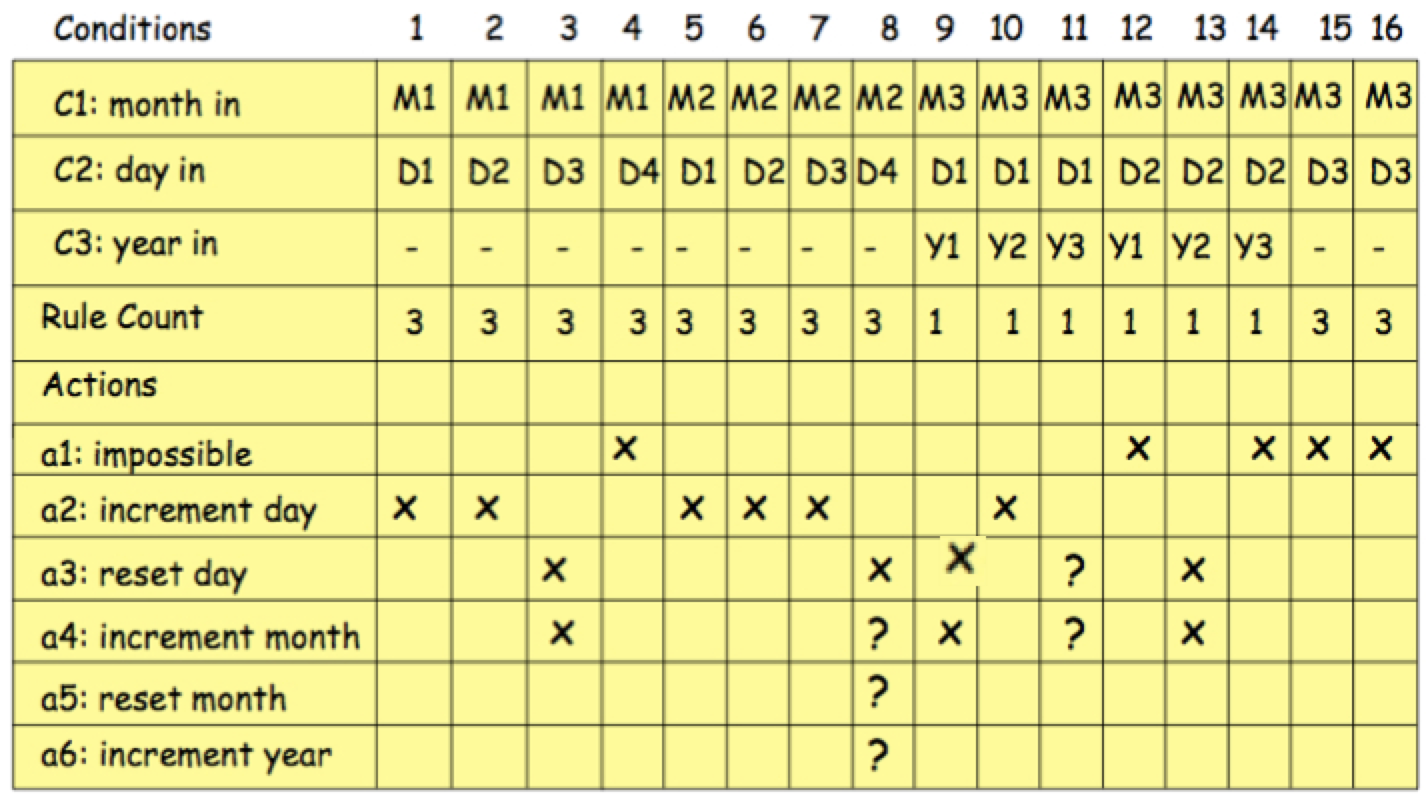 Conditions 1 2 3 4 5 6 7 8 9 10 11 12 13 14 15 16
C1: month in M1 M1 M1 M1 M2 M2 M2 M2 M3 M3 M3 M3 M3 M3 M3 M3
C2: day in D1 D2 D3 D4 D1 D2 D3 D4 D1 D1 D1 D2 D2 D2 D3 D3
C3: year in - - - - - - - - Y1 Y2 Y3 Y1 Y2 Y3 - -
Rule Count 3 3 3 3 3 3 3 3 1 1 1 1 1 1 3 3
Actions
a1: impossible X X X X X
a2: increment day X X X X X X
a3: reset day X X X ? X
a4: increment month X ? X ? X
a5: reset month ?
a6: increment year ?